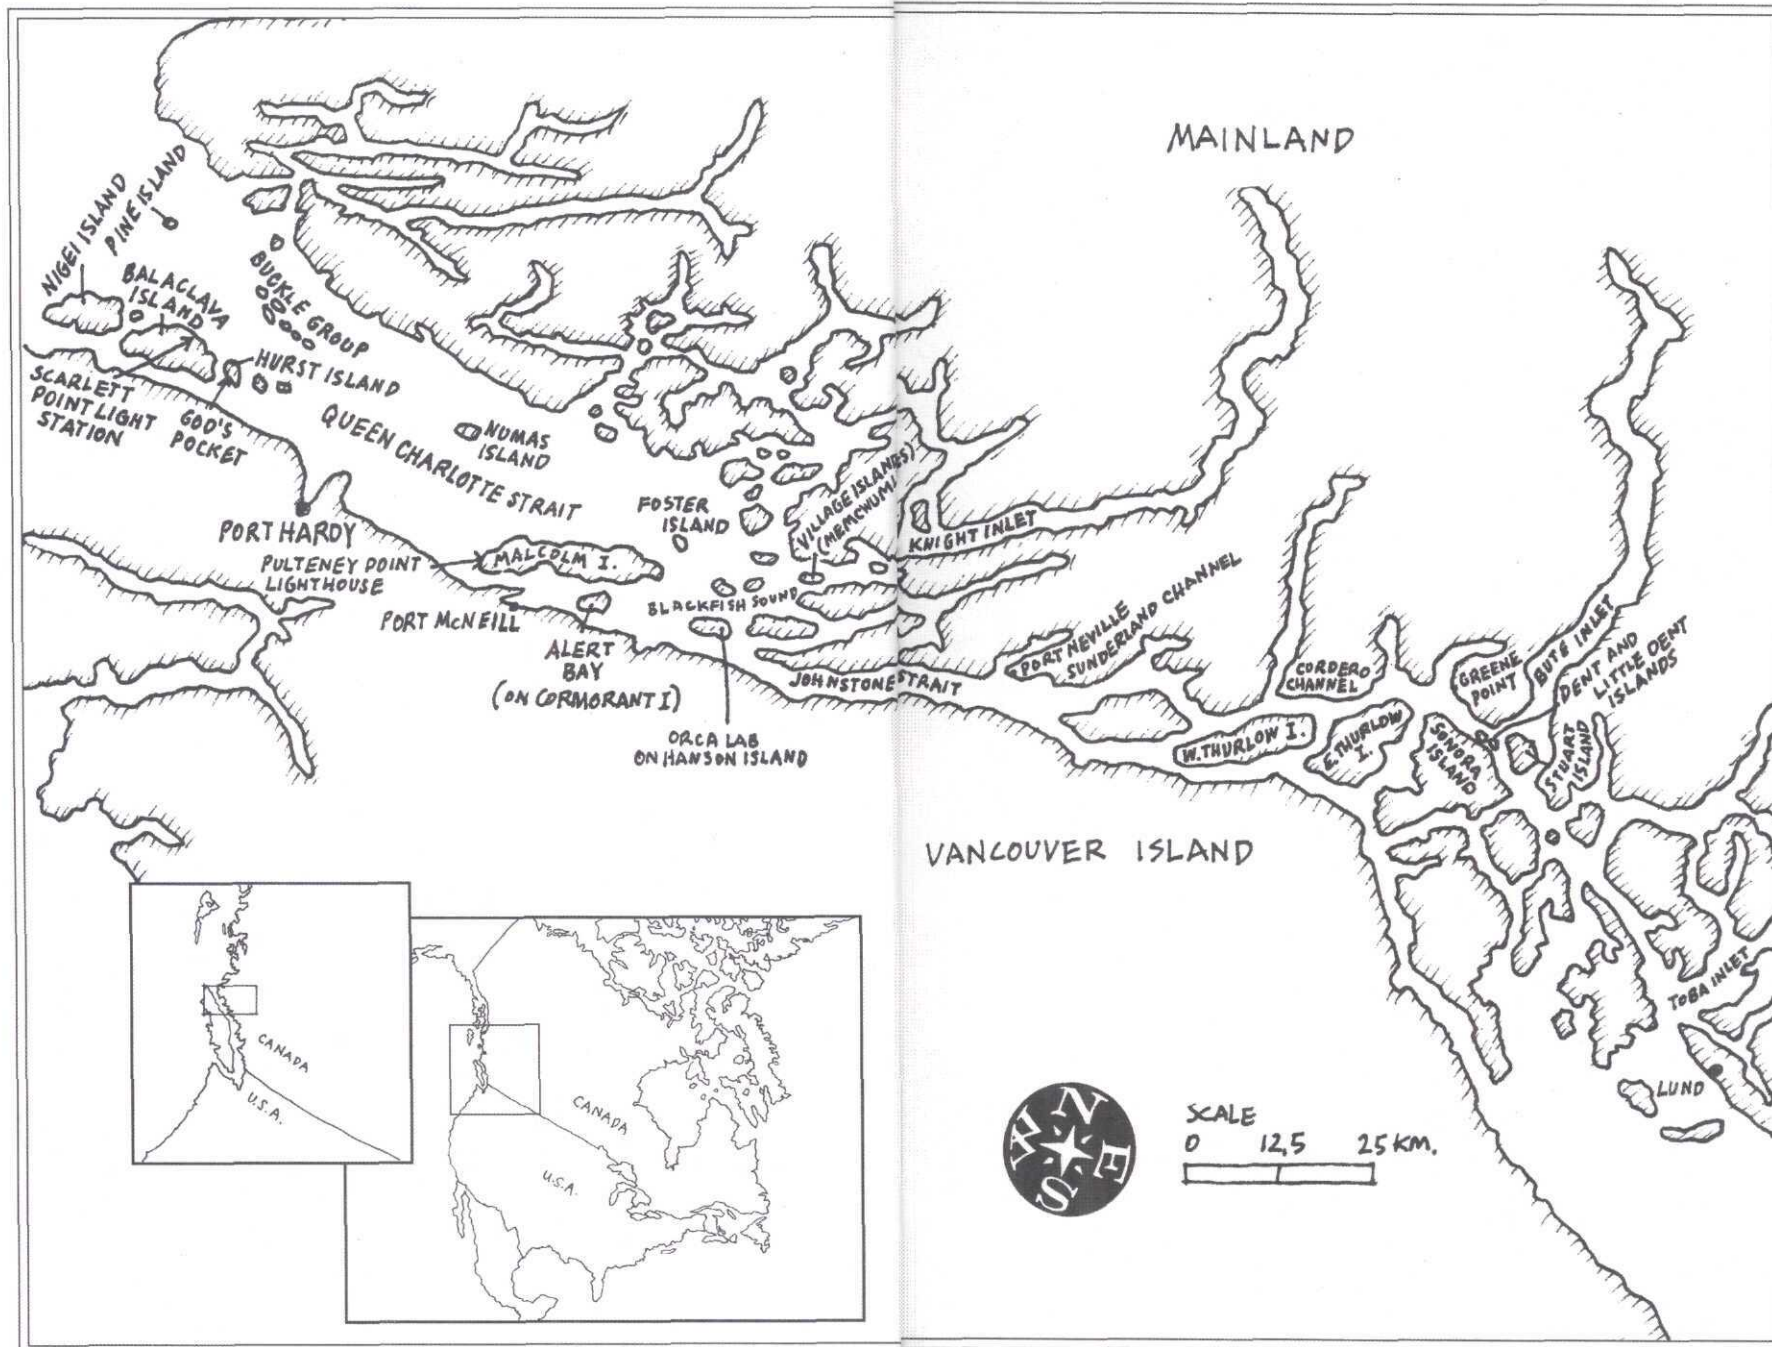 MAINLAND
NIGEI ISLAND
PINE ISLAND
BALACLAVA
ISLAND
BUCKLE GROUP
HURST ISLAND
SCARLETT
POINT LIGHT
STATION
GOD'S
POCKET
QUEEN CHARLOTTE STRAIT
NUMAS
ISLAND
FOSTER
ISLAND
VILLAGE ISLANDS)
(MEMCWUMI
KNIGHT INLET
PORT HARDY
PULTENEY POINT
LIGHTHOUSE
MALCOLM I.
PORT McNEILL
BLACKFISH SOUND
ALERT
BAY
(ON CORMORANT I)
JOHNSTONE STRAIT
ORCA LAB
ON HANSON ISLAND
PORT NEVILLE
SUNDERLAND CHANNEL
CORDERO
CHANNEL
GREENE
POINT
BUTE INLET
DENT AND
LITTLE DENT
ISLANDS
W. THURLOW I.
E. THURLOW
I.
SONORA
ISLAND
STUART
ISLAND
VANCOUVER ISLAND
TOBA INLET
LUND
CANADA
U.S.A.
CANADA
U.S.A.
N
W
E
S
SCALE
0 12,5 25 KM.